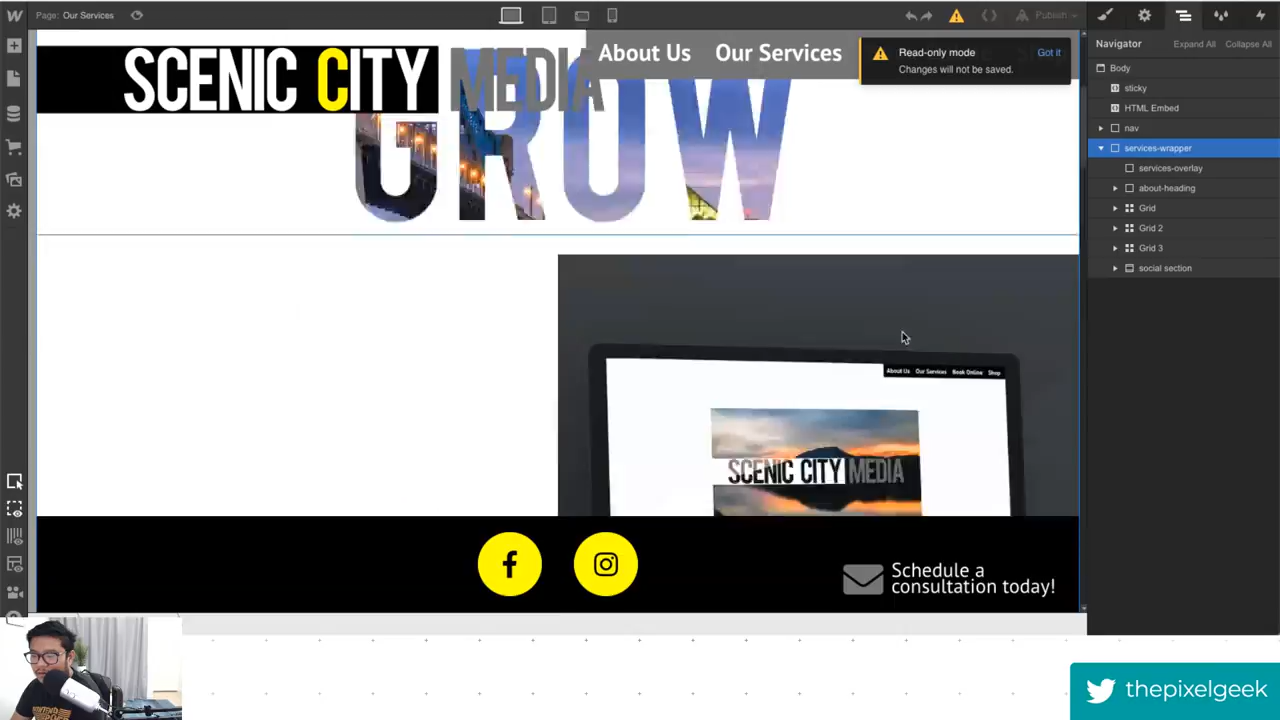 Page: Our Services
Publish
Navigator
Expand All
Collapse All
Body
sticky
HTML Embed
nav
services-wrapper
services-overlay
about-heading
Grid
Grid 2
Grid 3
social section
Read-only mode
Got it
Changes will not be saved.
About Us
Our Services
SCENIC CITY MEDIA
GROW
About Us
Our Services
Book Online
Shop
SCENIC CITY MEDIA
Schedule a
consultation today!
thepixelgeek